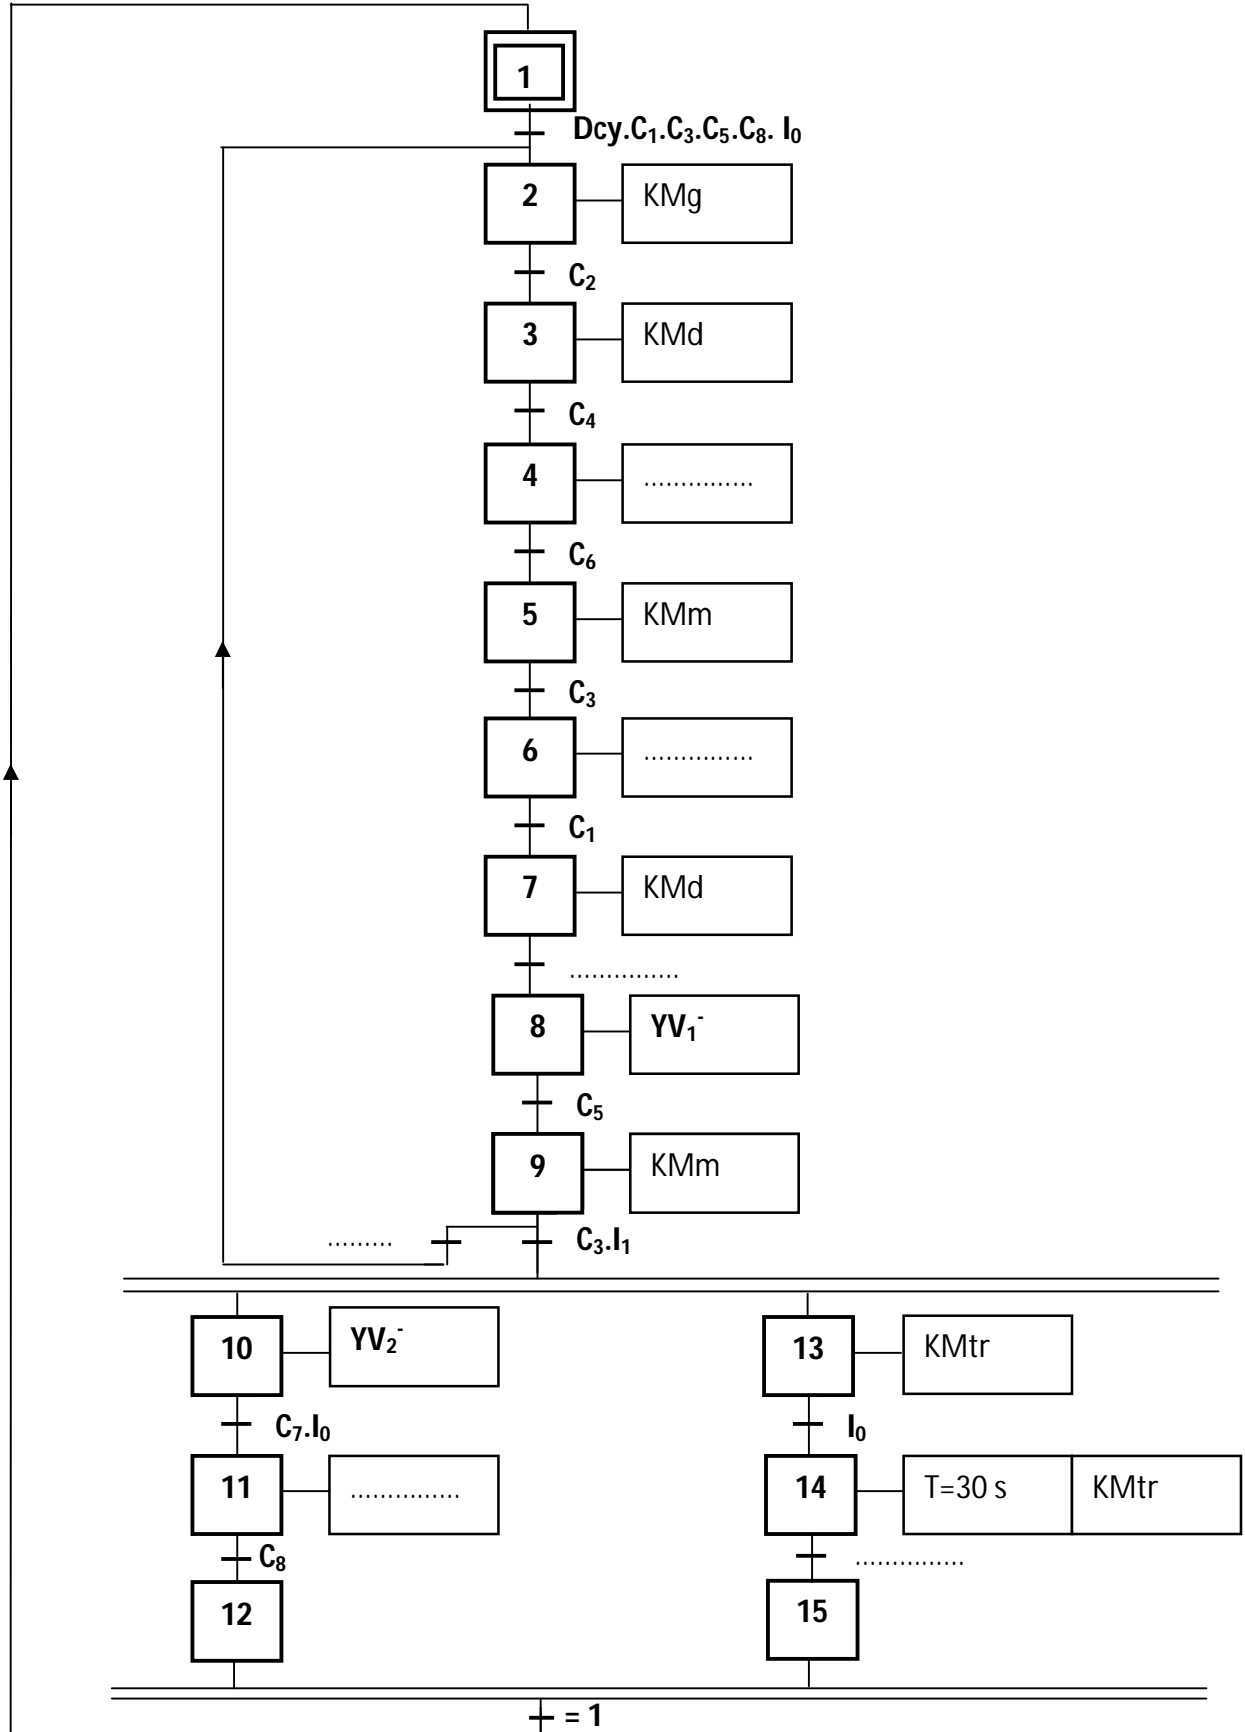 1
Dcy.C₁.C₃.C₅.C₈. I₀
2 KMg
C₂
3 KMd
C₄
4 ...............
C₆
5 KMm
C₃
6 ...............
C₁
7 KMd
...............
8 YV₁⁻
C₅
9 KMm
......... C₃.I₁
10 YV₂⁻ 13 KMtr
C₇.I₀ I₀
11 ............... 14 T=30 s KMtr
C₈ ...............
12 15
= 1